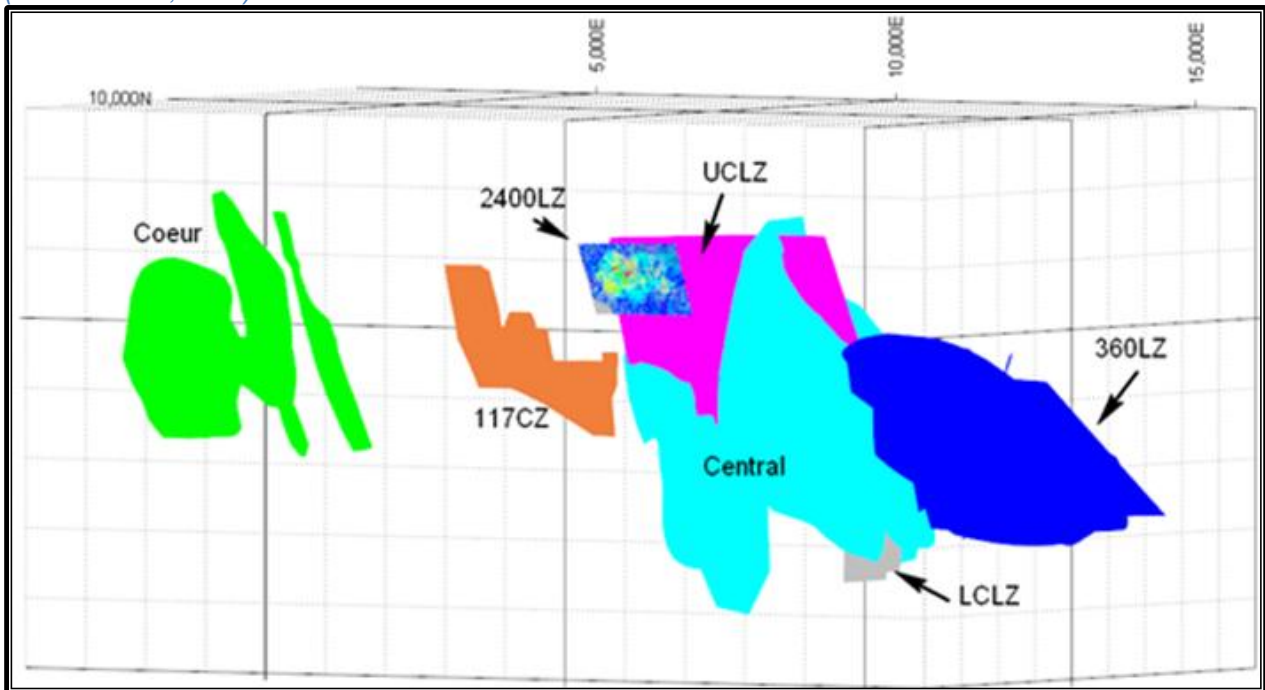 5,000E
10,000E
15,000E
10,000N
UCLZ
2400LZ
Coeur
360LZ
117CZ
Central
LCLZ